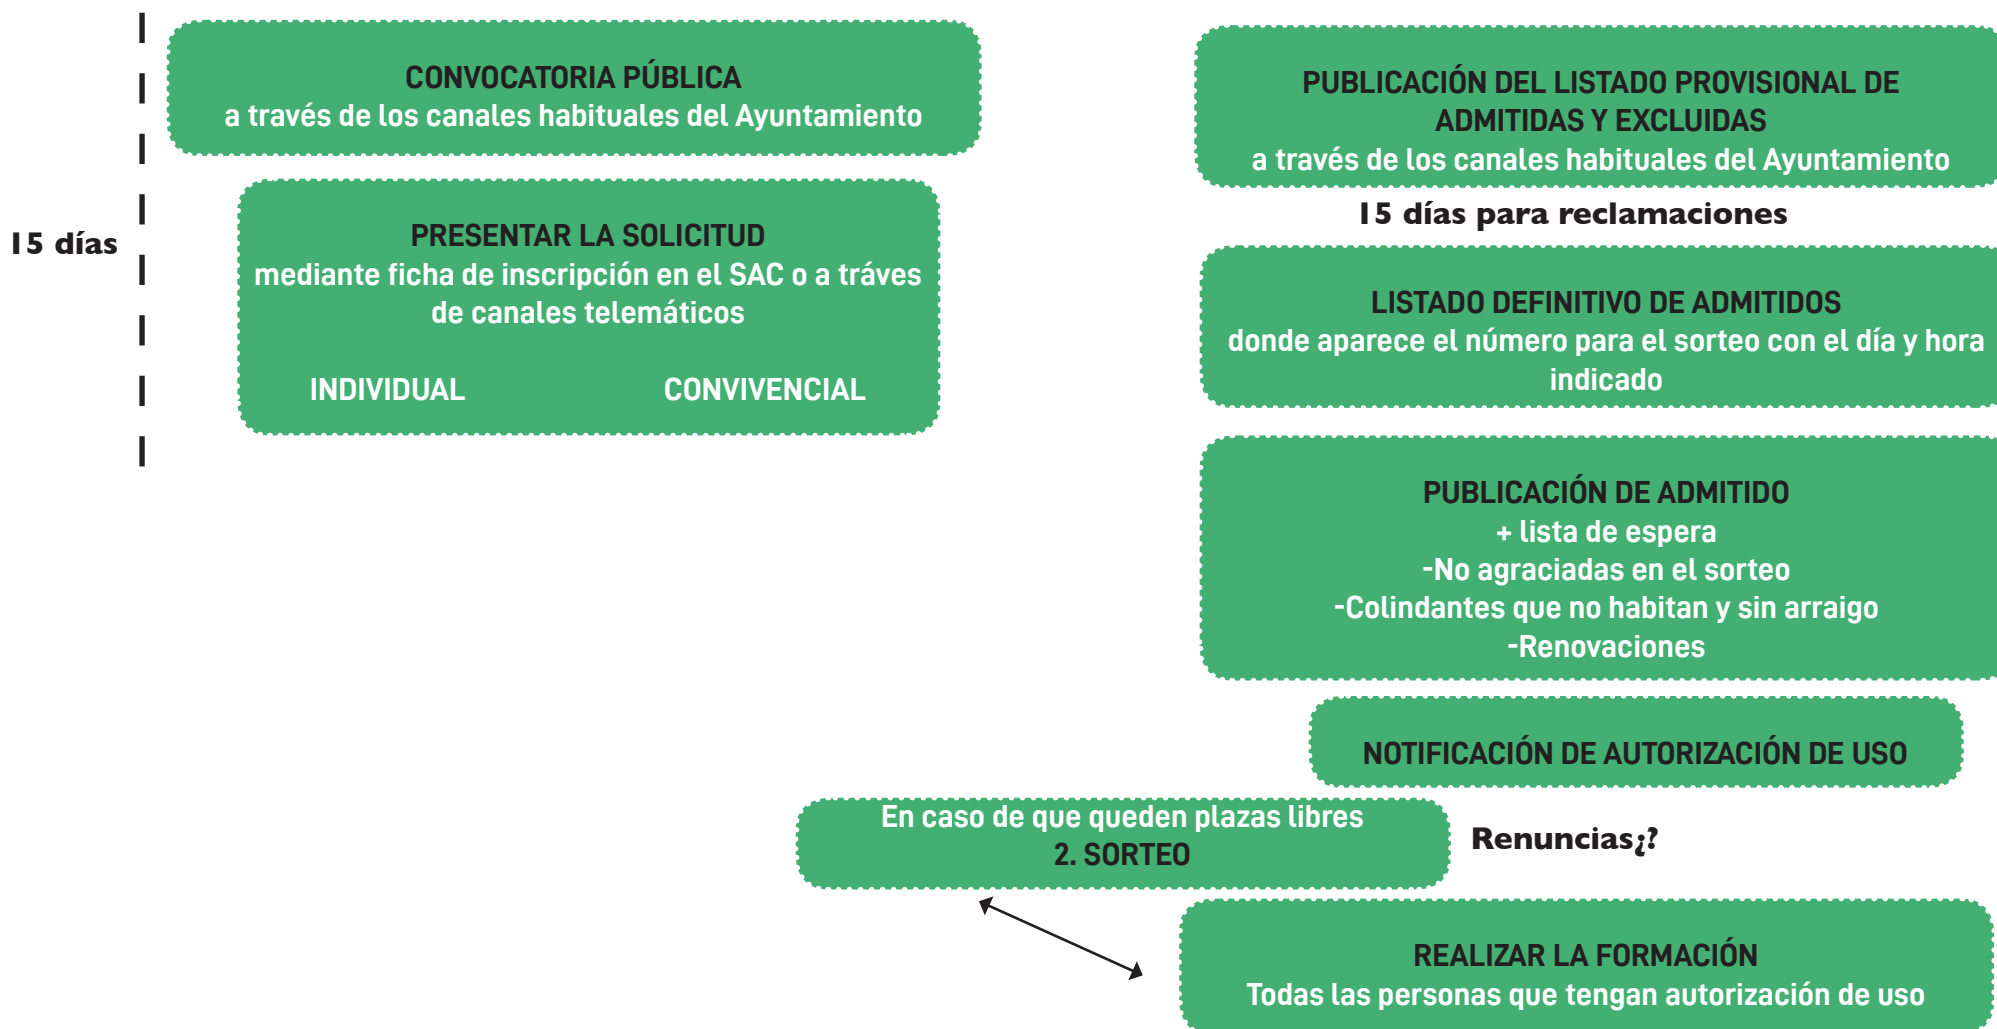 15 días
CONVOCATORIA PÚBLICA
a través de los canales habituales del Ayuntamiento
PRESENTAR LA SOLICITUD
mediante ficha de inscripción en el SAC o a tráves
de canales telemáticos
INDIVIDUAL
CONVIVENCIAL
PUBLICACIÓN DEL LISTADO PROVISIONAL DE
ADMITIDAS Y EXCLUIDAS
a través de los canales habituales del Ayuntamiento
15 días para reclamaciones
LISTADO DEFINITIVO DE ADMITIDOS
donde aparece el número para el sorteo con el día y hora
indicado
PUBLICACIÓN DE ADMITIDO
+ lista de espera
-No agraciadas en el sorteo
-Colindantes que no habitan y sin arraigo
-Renovaciones
NOTIFICACIÓN DE AUTORIZACIÓN DE USO
En caso de que queden plazas libres
2. SORTEO
Renuncias¿?
REALIZAR LA FORMACIÓN
Todas las personas que tengan autorización de uso